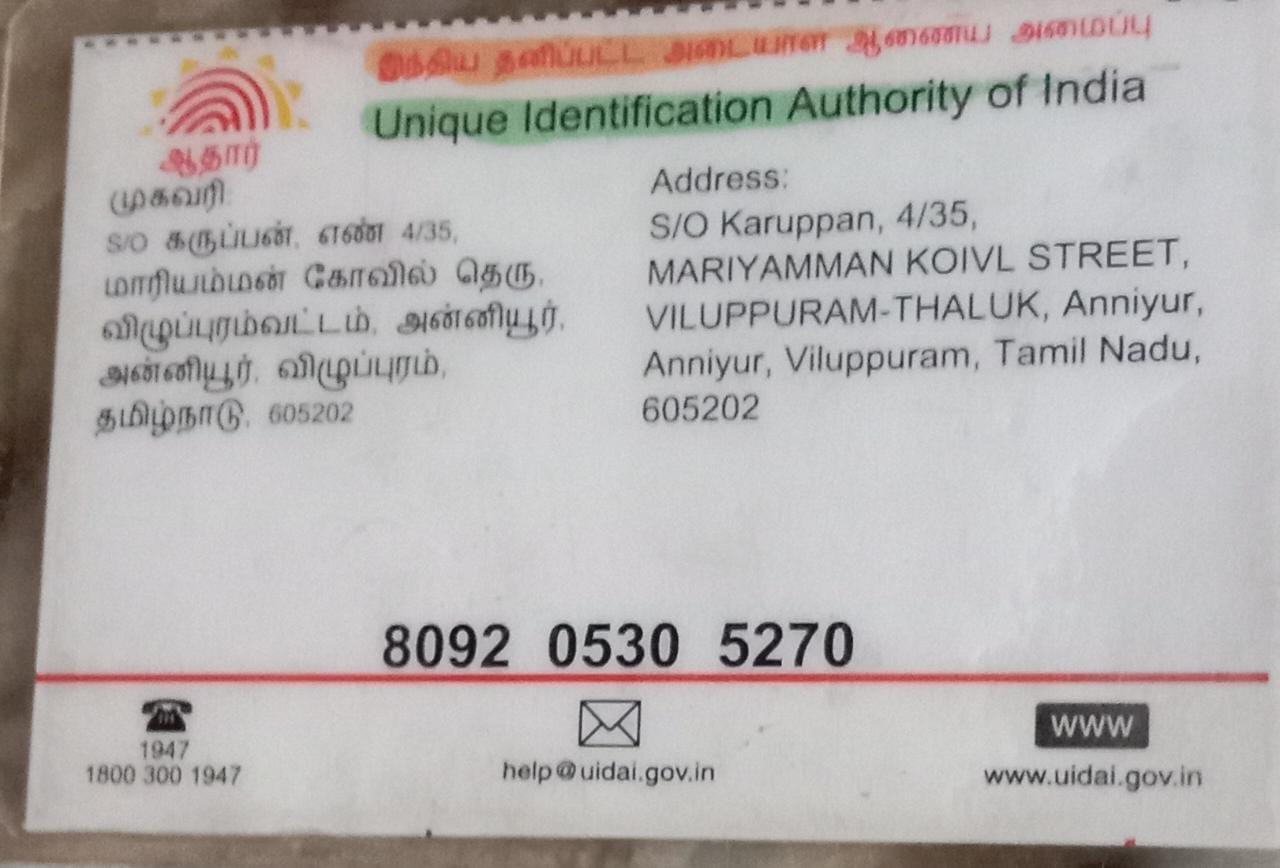 இந்திய தனிப்பட்ட அடையாள ஆணைய அமைப்பு
Unique Identification Authority of India
ஆதார்
முகவரி:
S/O கருப்பன், எண் 4/35,
மாரியம்மன் கோவில் தெரு,
விழுப்புரம்வட்டம், அன்னியூர்,
அன்னியூர், விழுப்புரம்,
தமிழ்நாடு, 605202
Address:
S/O Karuppan, 4/35,
MARIYAMMAN KOIVL STREET,
VILUPPURAM-THALUK, Anniyur,
Anniyur, Viluppuram, Tamil Nadu,
605202
8092 0530 5270
1947
1800 300 1947
help@uidai.gov.in
WWW
www.uidai.gov.in